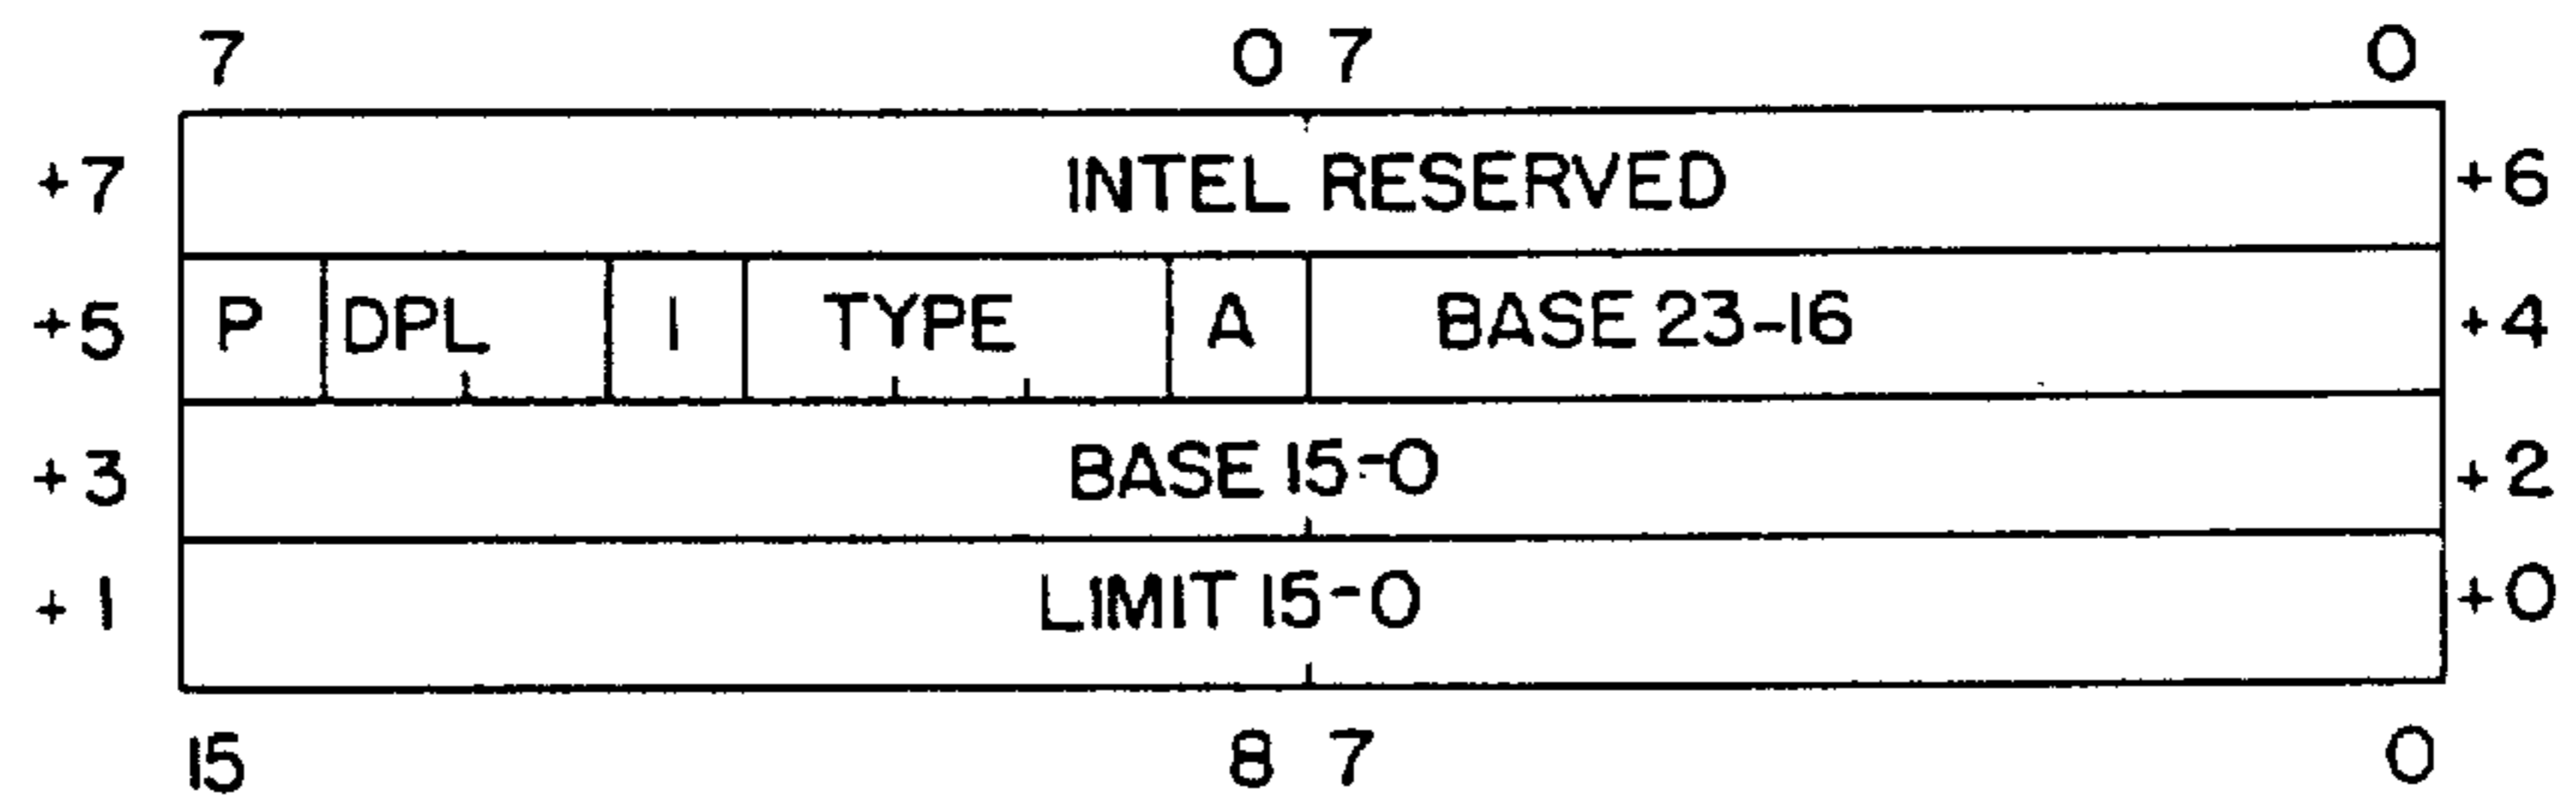 7 0 7 0
+7 INTEL RESERVED +6
+5 P DPL 1 TYPE A BASE 23-16 +4
+3 BASE 15-0 +2
+1 LIMIT 15-0 +0
15 8 7 0